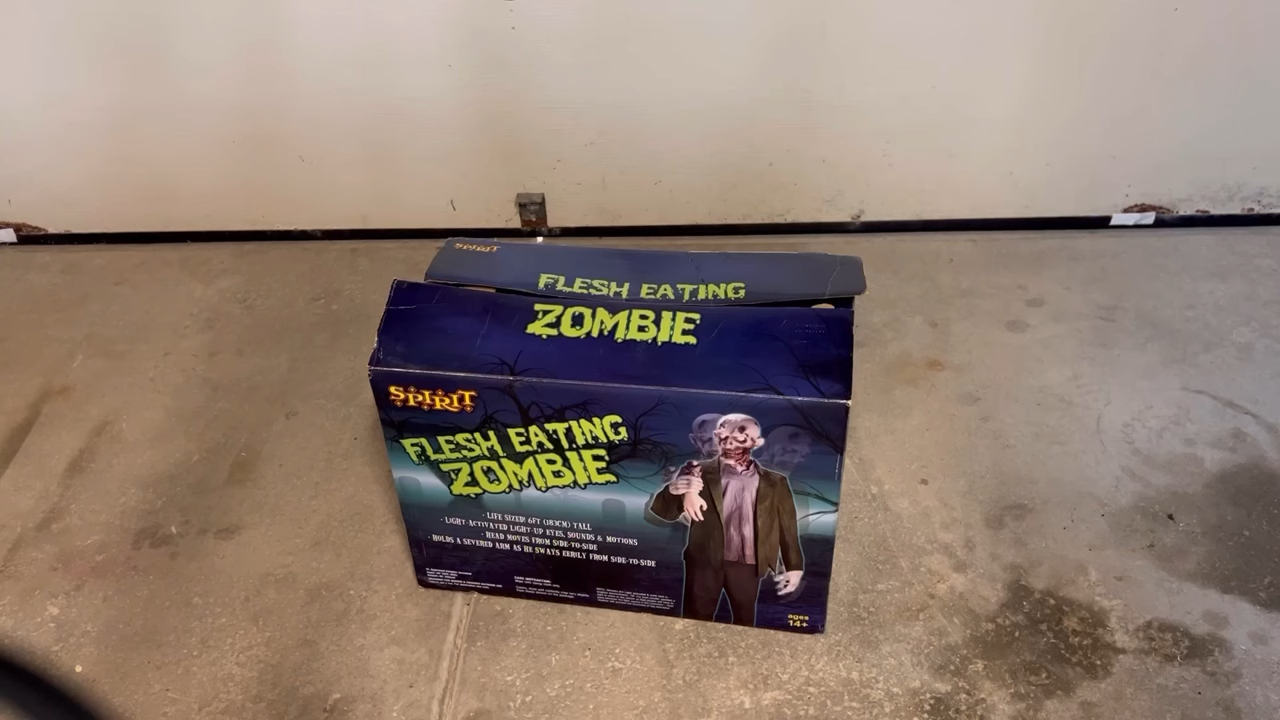 SPIRIT
FLESH EATING
ZOMBIE
SPIRIT
FLESH EATING
ZOMBIE
· LIFE SIZED! 6FT (183CM) TALL
· LIGHT-ACTIVATED LIGHT-UP EYES, SOUNDS & MOTIONS
· HEAD MOVES FROM SIDE-TO-SIDE
· HOLDS A SEVERED ARM AS HE SWAYS EERILY FROM SIDE-TO-SIDE
CARE INSTRUCTION:
ages
14+